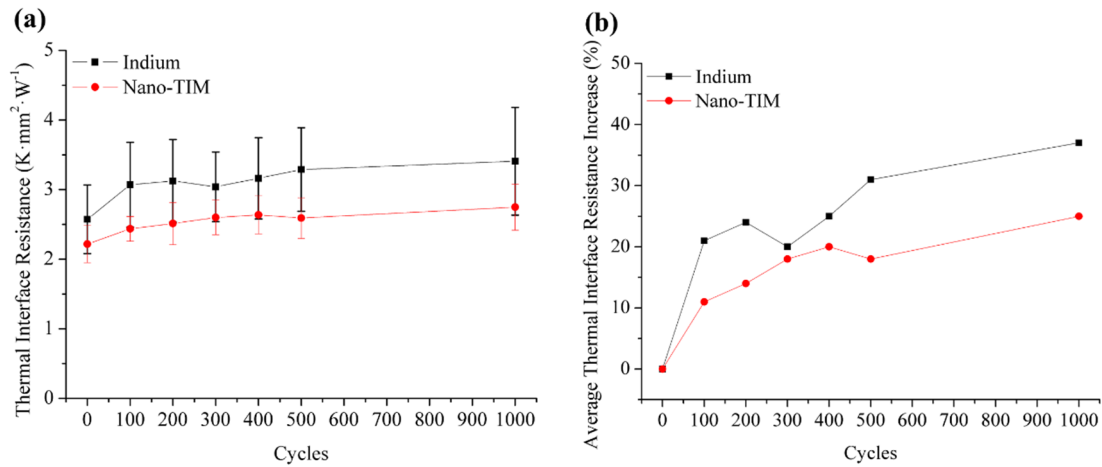 (a)
Thermal Interface Resistance (K·mm²·W⁻¹)
5
4
3
2
1
0
Indium
Nano-TIM
0 100 200 300 400 500 600 700 800 900 1000
Cycles
(b)
Average Thermal Interface Resistance Increase (%)
50
40
30
20
10
0
Indium
Nano-TIM
0 100 200 300 400 500 600 700 800 900 1000
Cycles